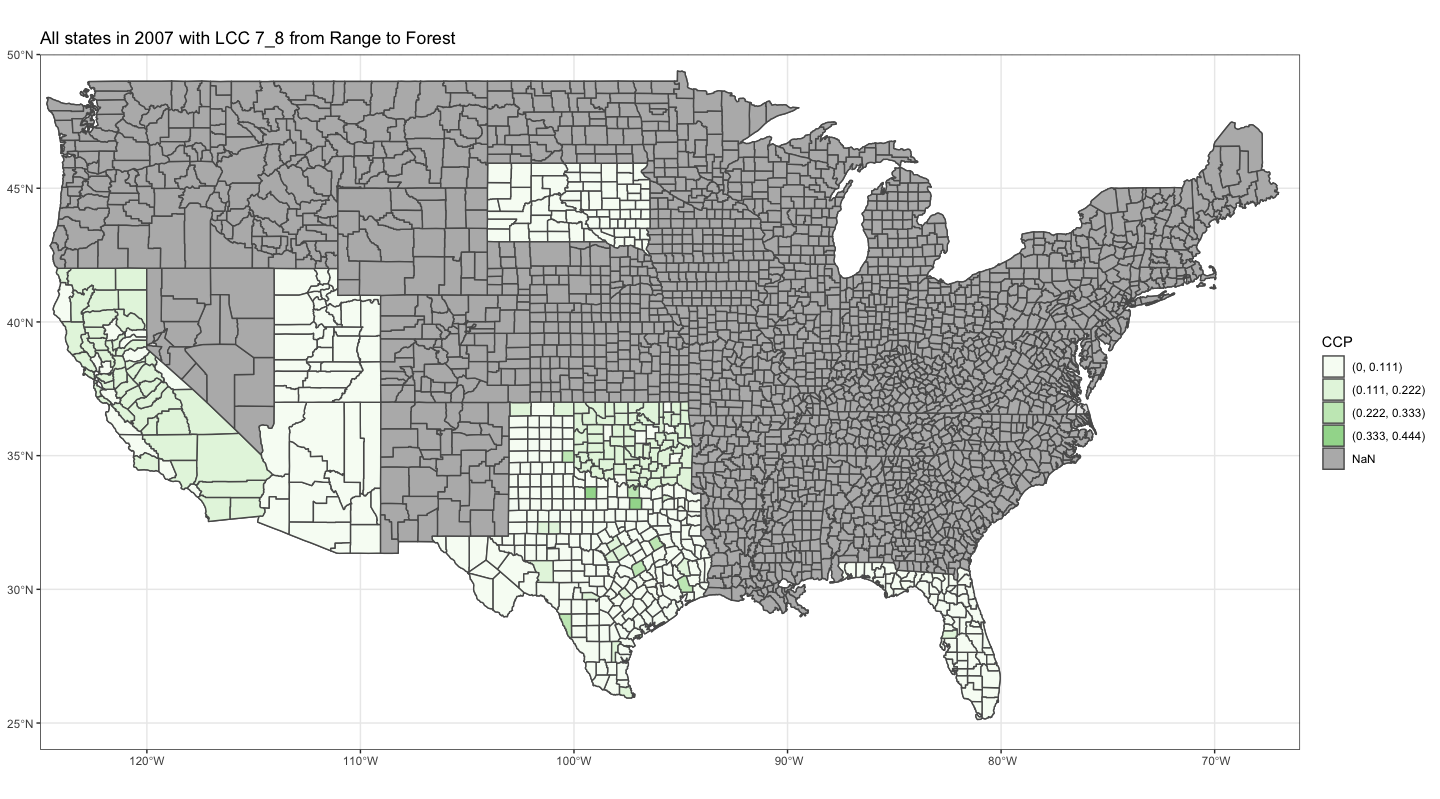 All states in 2007 with LCC 7_8 from Range to Forest
50°N
45°N
40°N
35°N
30°N
25°N
120°W
110°W
100°W
90°W
80°W
70°W
CCP
(0, 0.111)
(0.111, 0.222)
(0.222, 0.333)
(0.333, 0.444)
NaN